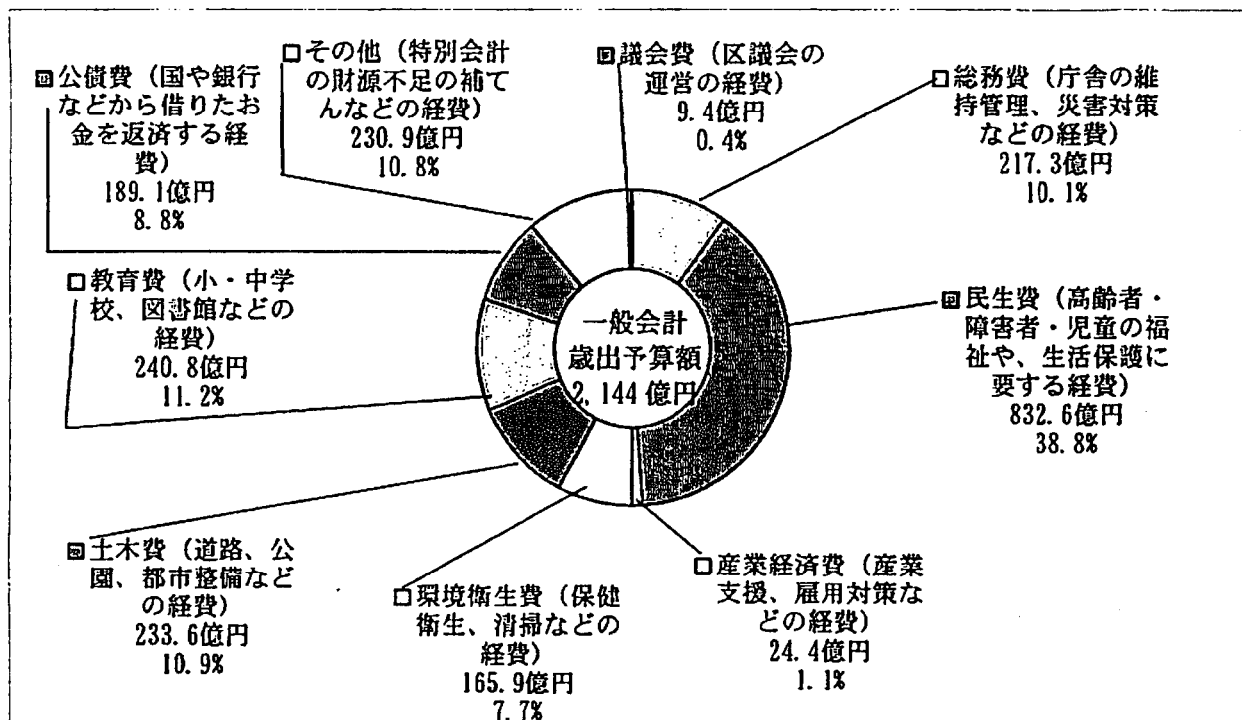 □議会費(区議会の
運営の経費)
9.4億円
0.4%
□総務費(庁舎の維
持管理、災害対策
などの経費)
217.3億円
10.1%
□民生費(高齢者・
障害者・児童の福
祉や、生活保護に
要する経費)
832.6億円
38.8%
□産業経済費(産業
支援、雇用対策な
どの経費)
24.4億円
1.1%
□環境衛生費(保健
衛生、清掃などの
経費)
165.9億円
7.7%
□土木費(道路、公
園、都市整備など
の経費)
233.6億円
10.9%
□教育費(小・中学
校、図書館などの
経費)
240.8億円
11.2%
□公債費(国や銀行
などから借りたお
金を返済する経
費)
189.1億円
8.8%
□その他(特別会計
の財源不足の補て
んなどの経費)
230.9億円
10.8%
一般会計
歳出予算額
2,144億円